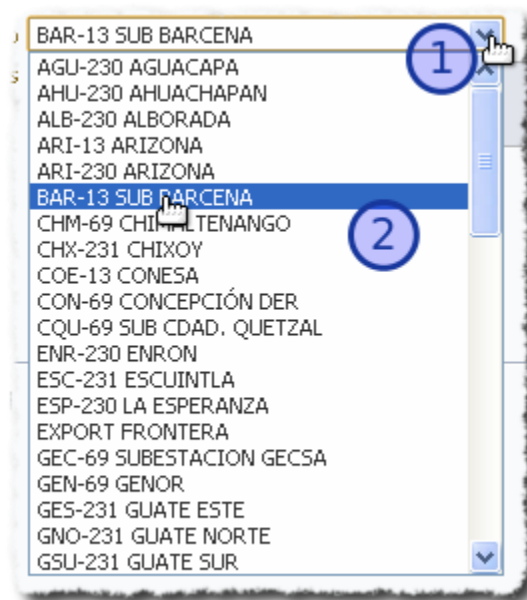 BAR-13 SUB BARCENA
1
AGU-230 AGUACAPA
AHU-230 AHUACHAPAN
ALB-230 ALBORADA
ARI-13 ARIZONA
ARI-230 ARIZONA
BAR-13 SUB BARCENA
CHM-69 CHIMALTENANGO
2
CHX-231 CHIXOY
COE-13 CONESA
CON-69 CONCEPCIÓN DER
CQU-69 SUB CDAD. QUETZAL
ENR-230 ENRON
ESC-231 ESCUINTLA
ESP-230 LA ESPERANZA
EXPORT FRONTERA
GEC-69 SUBESTACION GECSA
GEN-69 GENOR
GES-231 GUATE ESTE
GNO-231 GUATE NORTE
GSU-231 GUATE SUR